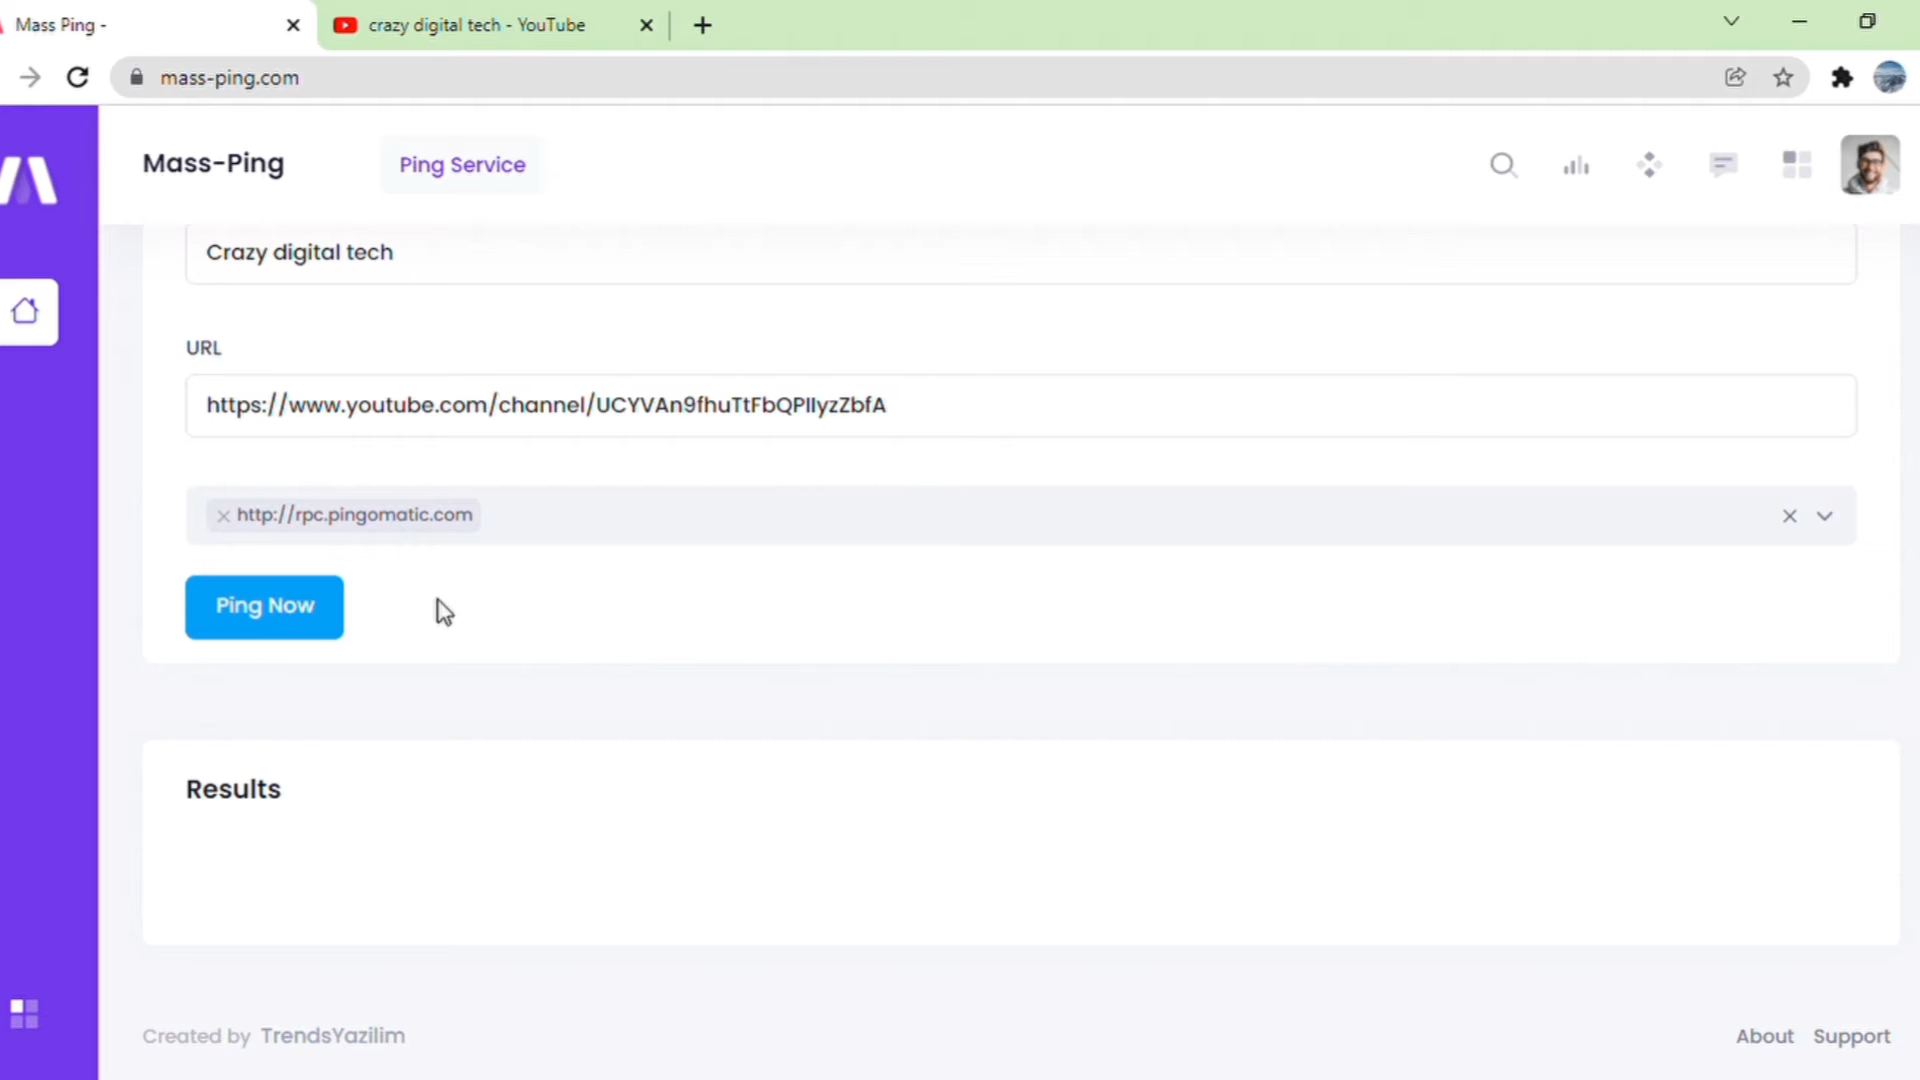 Mass Ping -
crazy digital tech - YouTube
mass-ping.com
Mass-Ping
Ping Service
Crazy digital tech
URL
https://www.youtube.com/channel/UCYVAn9fhuTtFbQPIlyzZbfA
http://rpc.pingomatic.com
Ping Now
Results
Created by TrendsYazilim
About Support